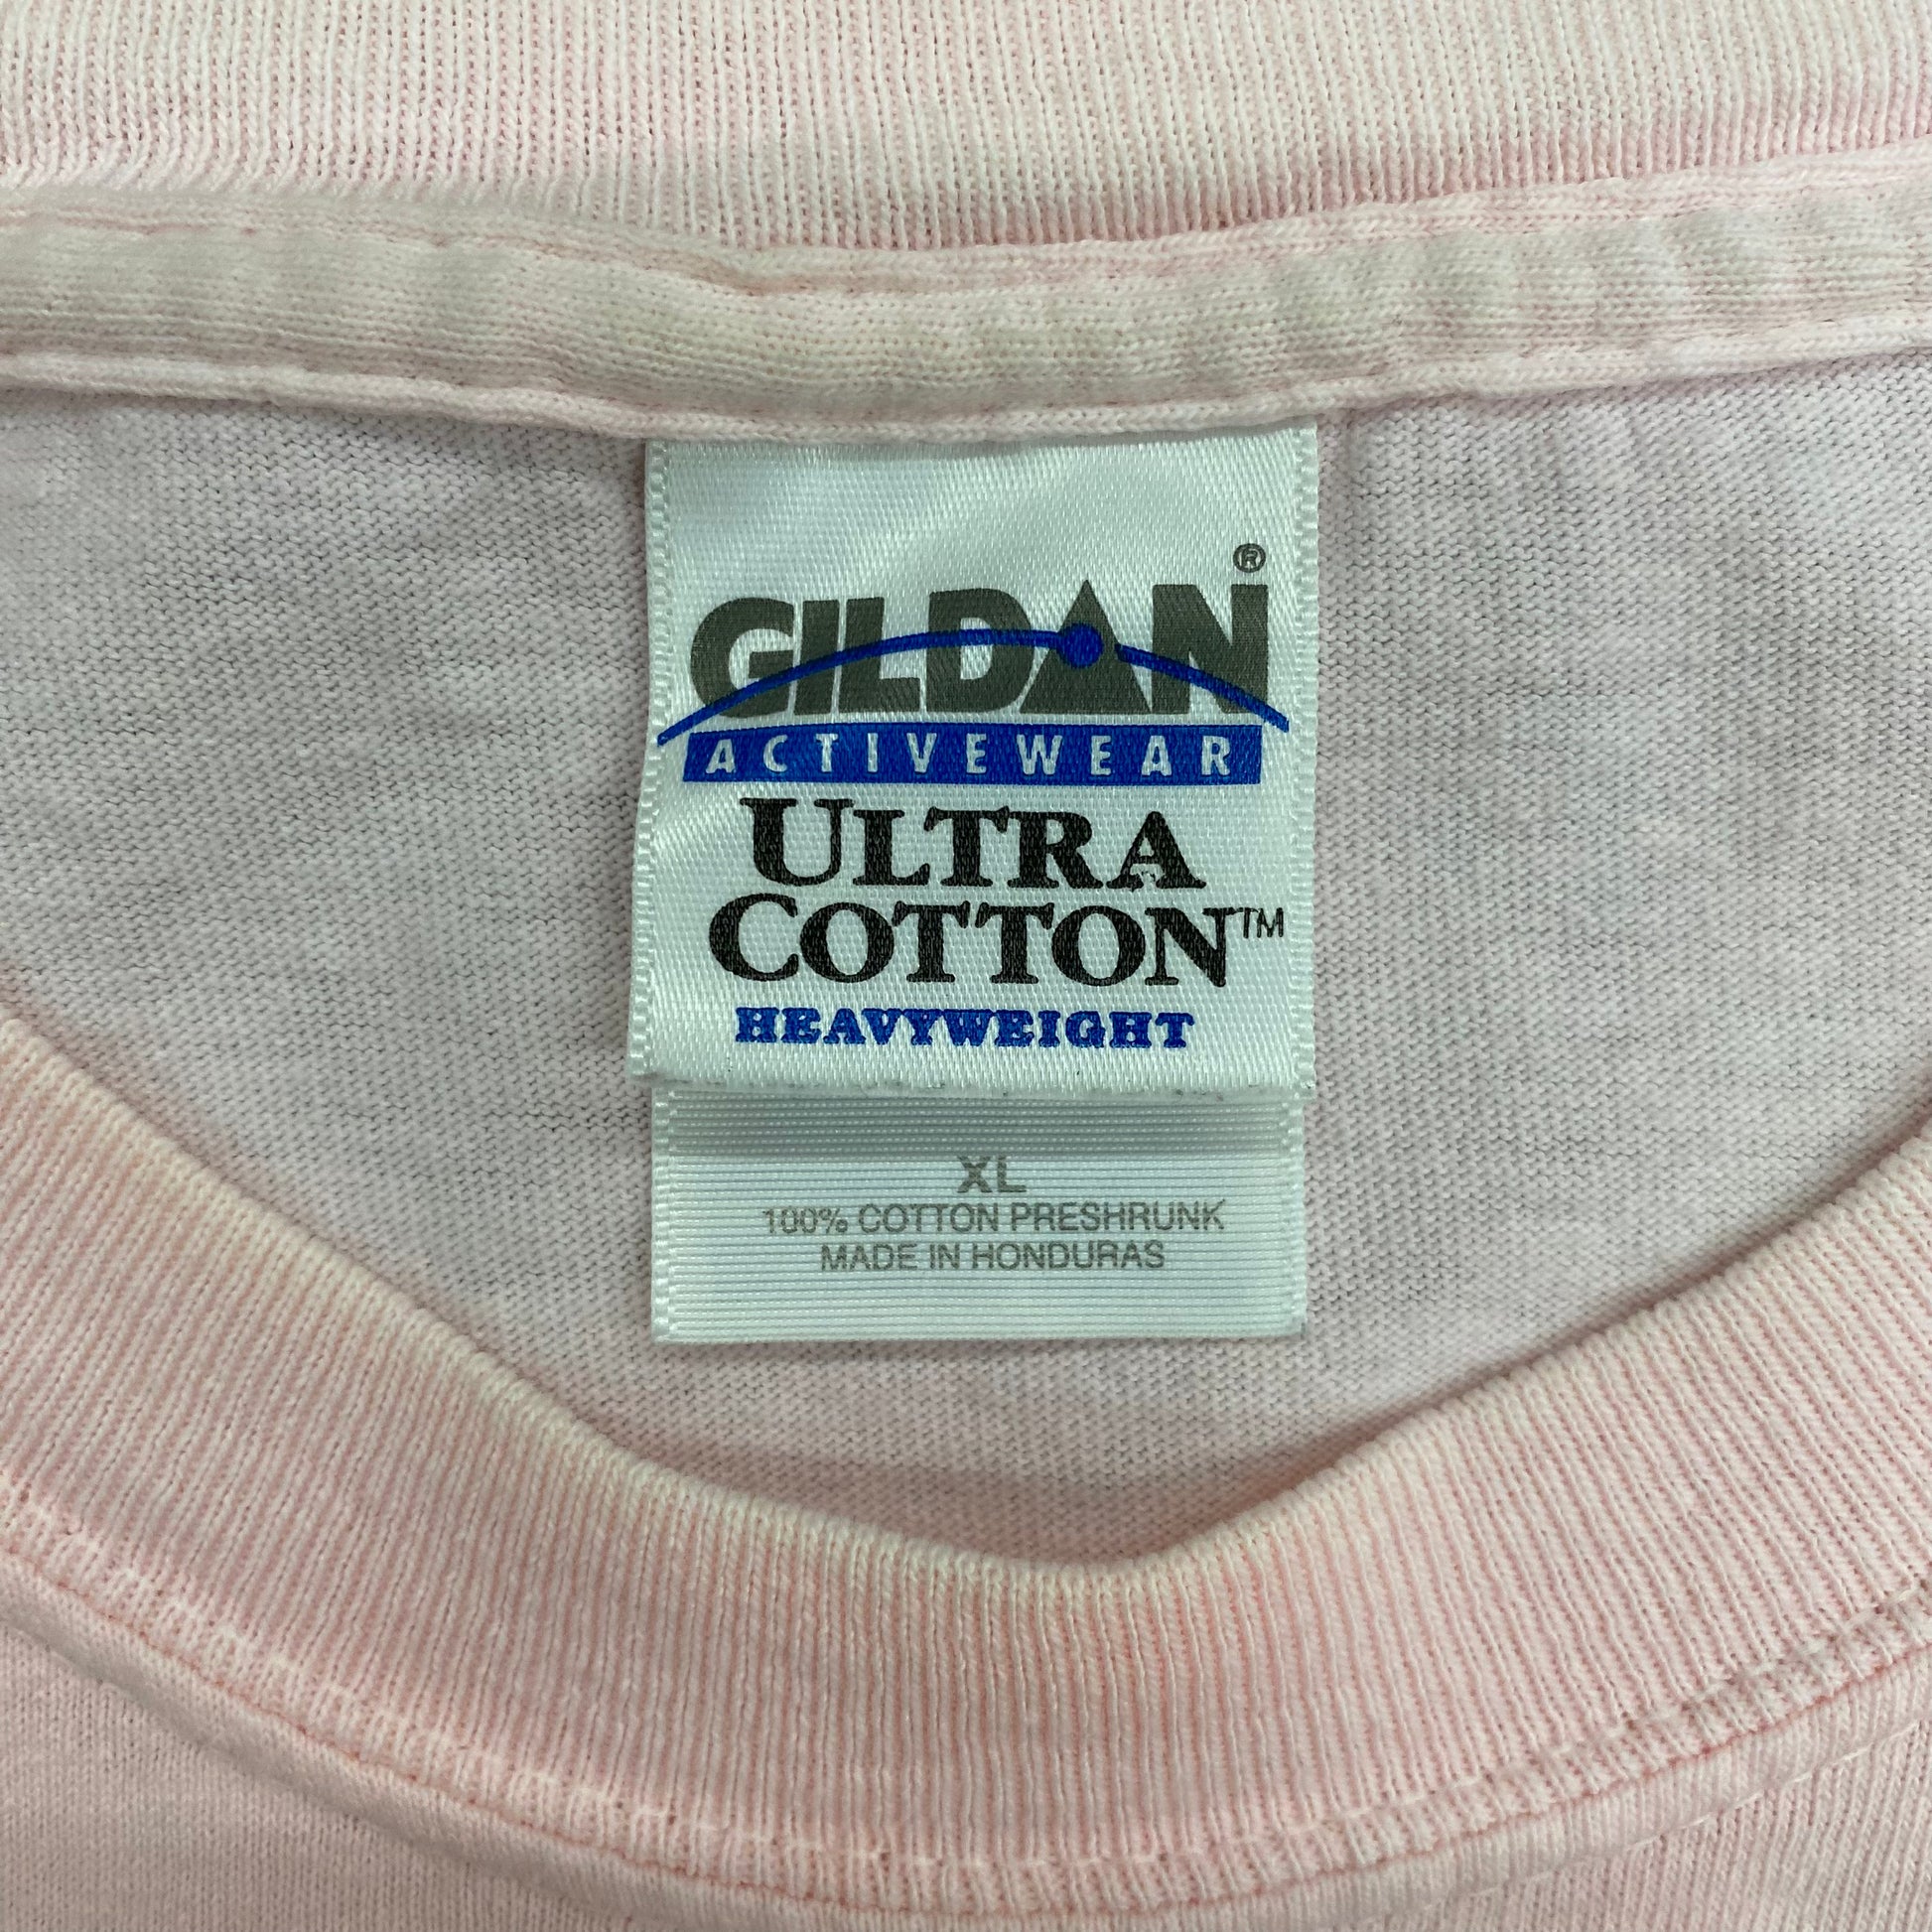 GILDAN®
ACTIVEWEAR
ULTRA
COTTON™
HEAVYWEIGHT
XL
100% COTTON PRESHRUNK
MADE IN HONDURAS